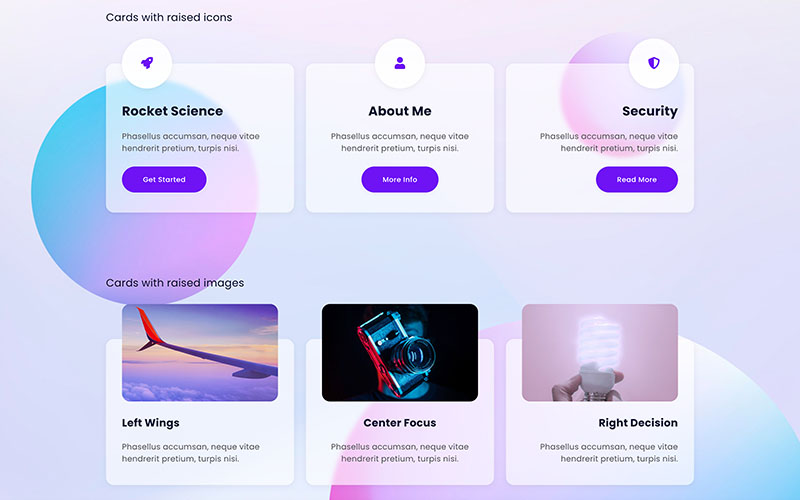 Cards with raised icons
Rocket Science
Phasellus accumsan, neque vitae
hendrerit pretium, turpis nisi.
Get Started
About Me
Phasellus accumsan, neque vitae
hendrerit pretium, turpis nisi.
More Info
Security
Phasellus accumsan, neque vitae
hendrerit pretium, turpis nisi.
Read More
Cards with raised images
Left Wings
Phasellus accumsan, neque vitae
hendrerit pretium, turpis nisi.
Center Focus
Phasellus accumsan, neque vitae
hendrerit pretium, turpis nisi.
Right Decision
Phasellus accumsan, neque vitae
hendrerit pretium, turpis nisi.